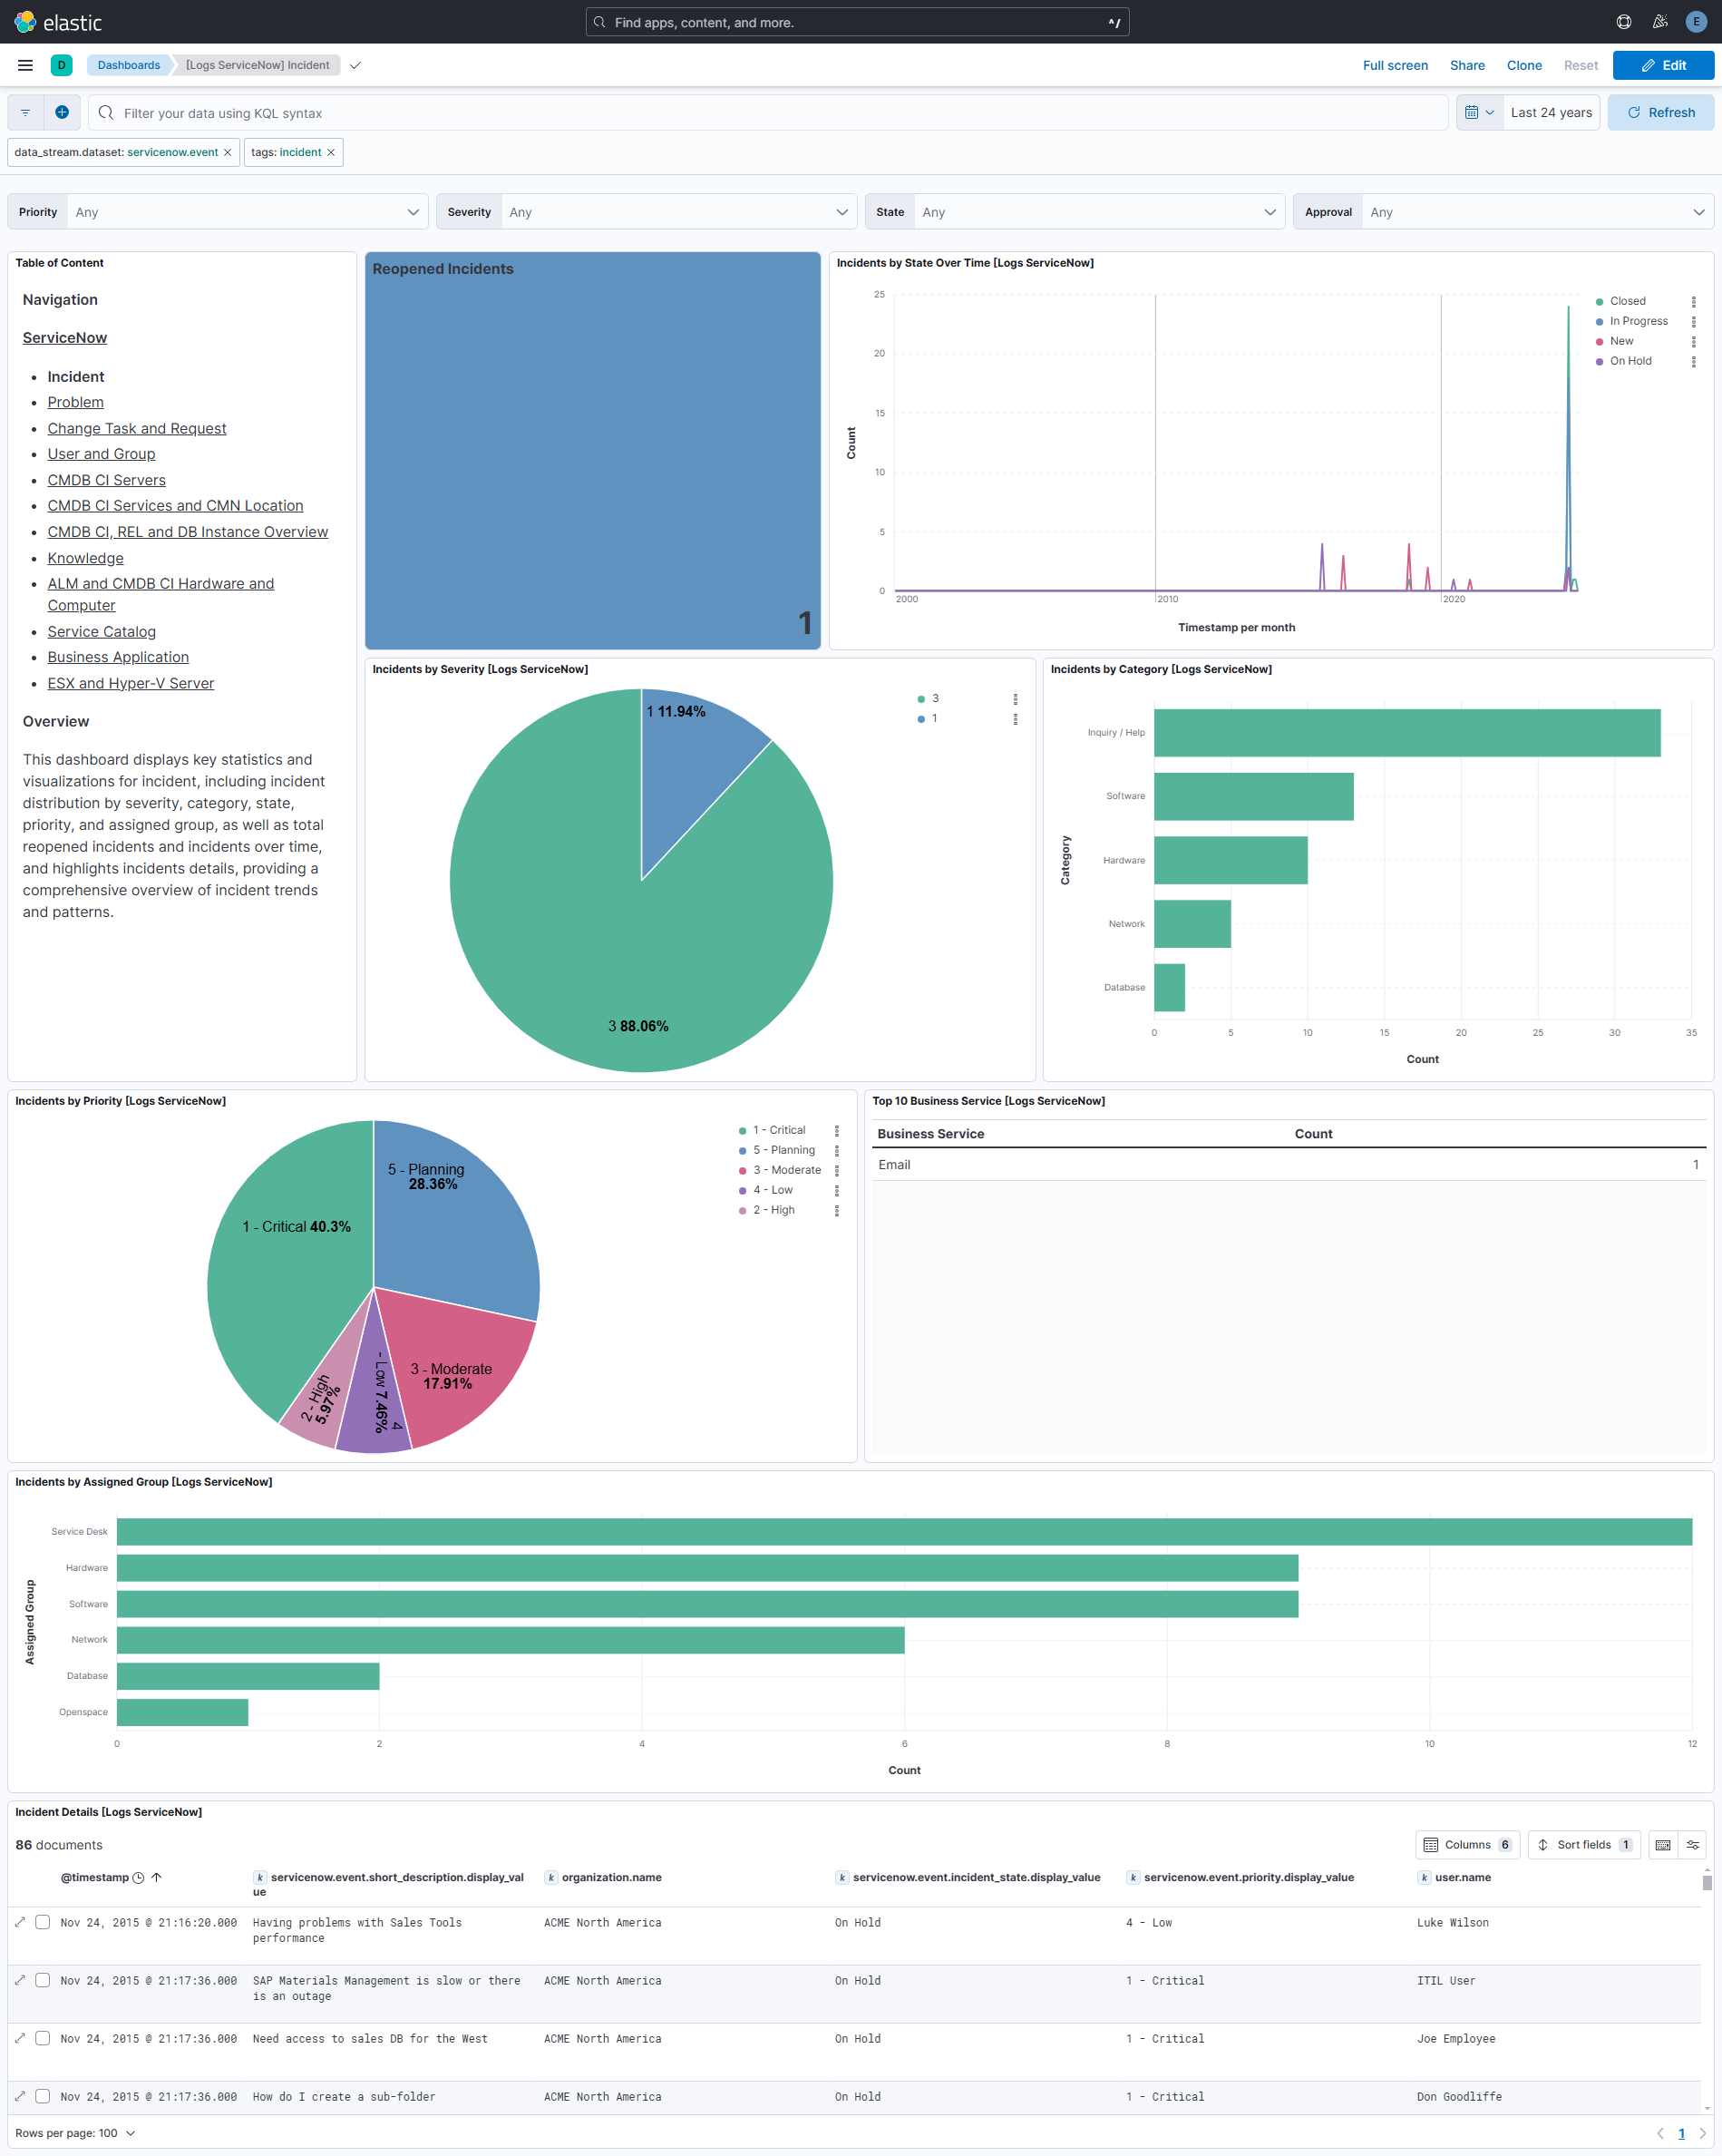 elastic
Find apps, content, and more.
^/
E
D
Dashboards
[Logs ServiceNow] Incident
Full screen
Share
Clone
Reset
Edit
Filter your data using KQL syntax
Last 24 years
Refresh
data_stream.dataset: servicenow.event ×
tags: incident ×
Priority Any
Severity Any
State Any
Approval Any
Table of Content
Navigation
ServiceNow
• Incident
• Problem
• Change Task and Request
• User and Group
• CMDB CI Servers
• CMDB CI Services and CMN Location
• CMDB CI, REL and DB Instance Overview
• Knowledge
• ALM and CMDB CI Hardware and
Computer
• Service Catalog
• Business Application
• ESX and Hyper-V Server
Overview
This dashboard displays key statistics and
visualizations for incident, including incident
distribution by severity, category, state,
priority, and assigned group, as well as total
reopened incidents and incidents over time,
and highlights incidents details, providing a
comprehensive overview of incident trends
and patterns.
Reopened Incidents
1
Incidents by State Over Time [Logs ServiceNow]
25
20
15
10
5
0
Count
2000
2010
2020
Timestamp per month
Closed
In Progress
New
On Hold
Incidents by Severity [Logs ServiceNow]
1 11.94%
3 88.06%
3
1
Incidents by Category [Logs ServiceNow]
Category
Inquiry / Help
Software
Hardware
Network
Database
0 5 10 15 20 25 30 35
Count
Incidents by Priority [Logs ServiceNow]
5 - Planning
28.36%
1 - Critical 40.3%
3 - Moderate
17.91%
4
- Low 7.46%
2 - High
5.97%
1 - Critical
5 - Planning
3 - Moderate
4 - Low
2 - High
Top 10 Business Service [Logs ServiceNow]
Business Service Count
Email 1
Incidents by Assigned Group [Logs ServiceNow]
Assigned Group
Service Desk
Hardware
Software
Network
Database
Openspace
0 2 4 6 8 10 12
Count
Incident Details [Logs ServiceNow]
86 documents
Columns 6
Sort fields 1
@timestamp
k servicenow.event.short_description.display_val
ue
k organization.name
k servicenow.event.incident_state.display_value
k servicenow.event.priority.display_value
k user.name
Nov 24, 2015 @ 21:16:20.000 Having problems with Sales Tools ACME North America On Hold 4 - Low Luke Wilson
performance
Nov 24, 2015 @ 21:17:36.000 SAP Materials Management is slow or there ACME North America On Hold 1 - Critical ITIL User
is an outage
Nov 24, 2015 @ 21:17:36.000 Need access to sales DB for the West ACME North America On Hold 1 - Critical Joe Employee
Nov 24, 2015 @ 21:17:36.000 How do I create a sub-folder ACME North America On Hold 1 - Critical Don Goodliffe
Rows per page: 100
1